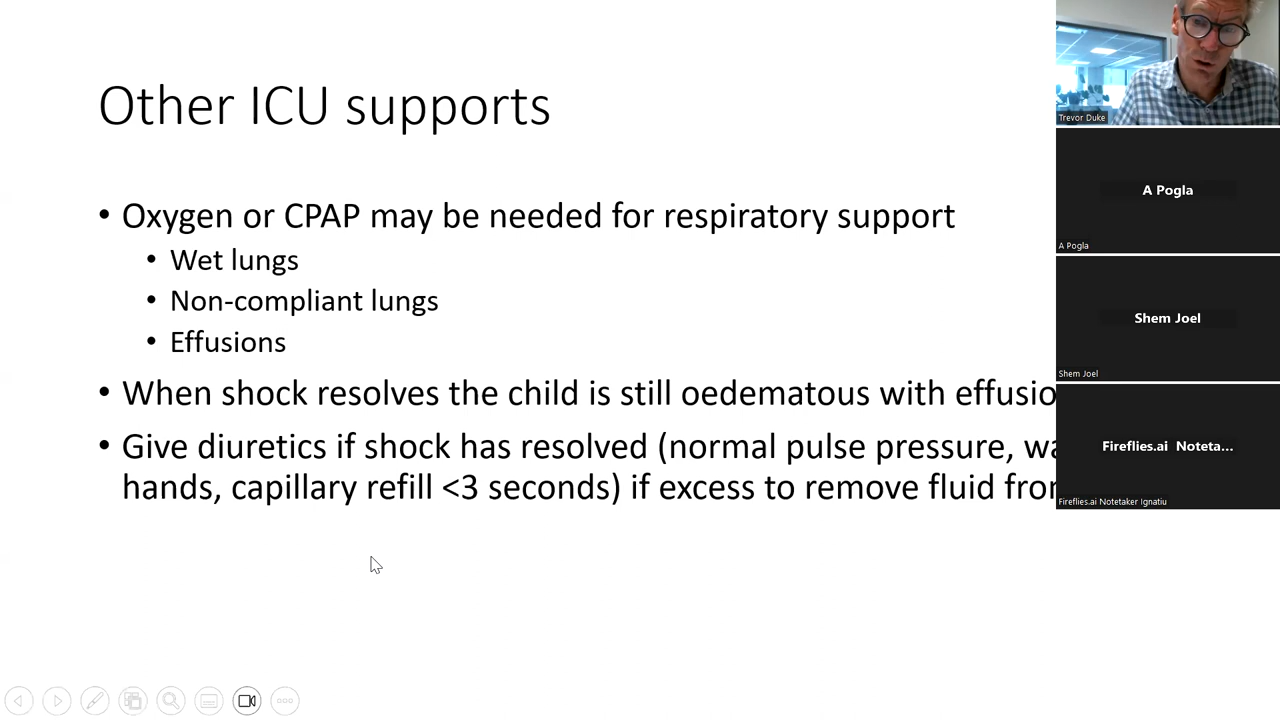 Other ICU supports
• Oxygen or CPAP may be needed for respiratory support
• Wet lungs
• Non-compliant lungs
• Effusions
• When shock resolves the child is still oedematous with effusio
• Give diuretics if shock has resolved (normal pulse pressure, wa
hands, capillary refill <3 seconds) if excess to remove fluid fro
Trevor Duke
A Pogla
A Pogla
Shem Joel
Shem Joel
Fireflies.ai Noteta...
Fireflies.ai Notetaker Ignatiu